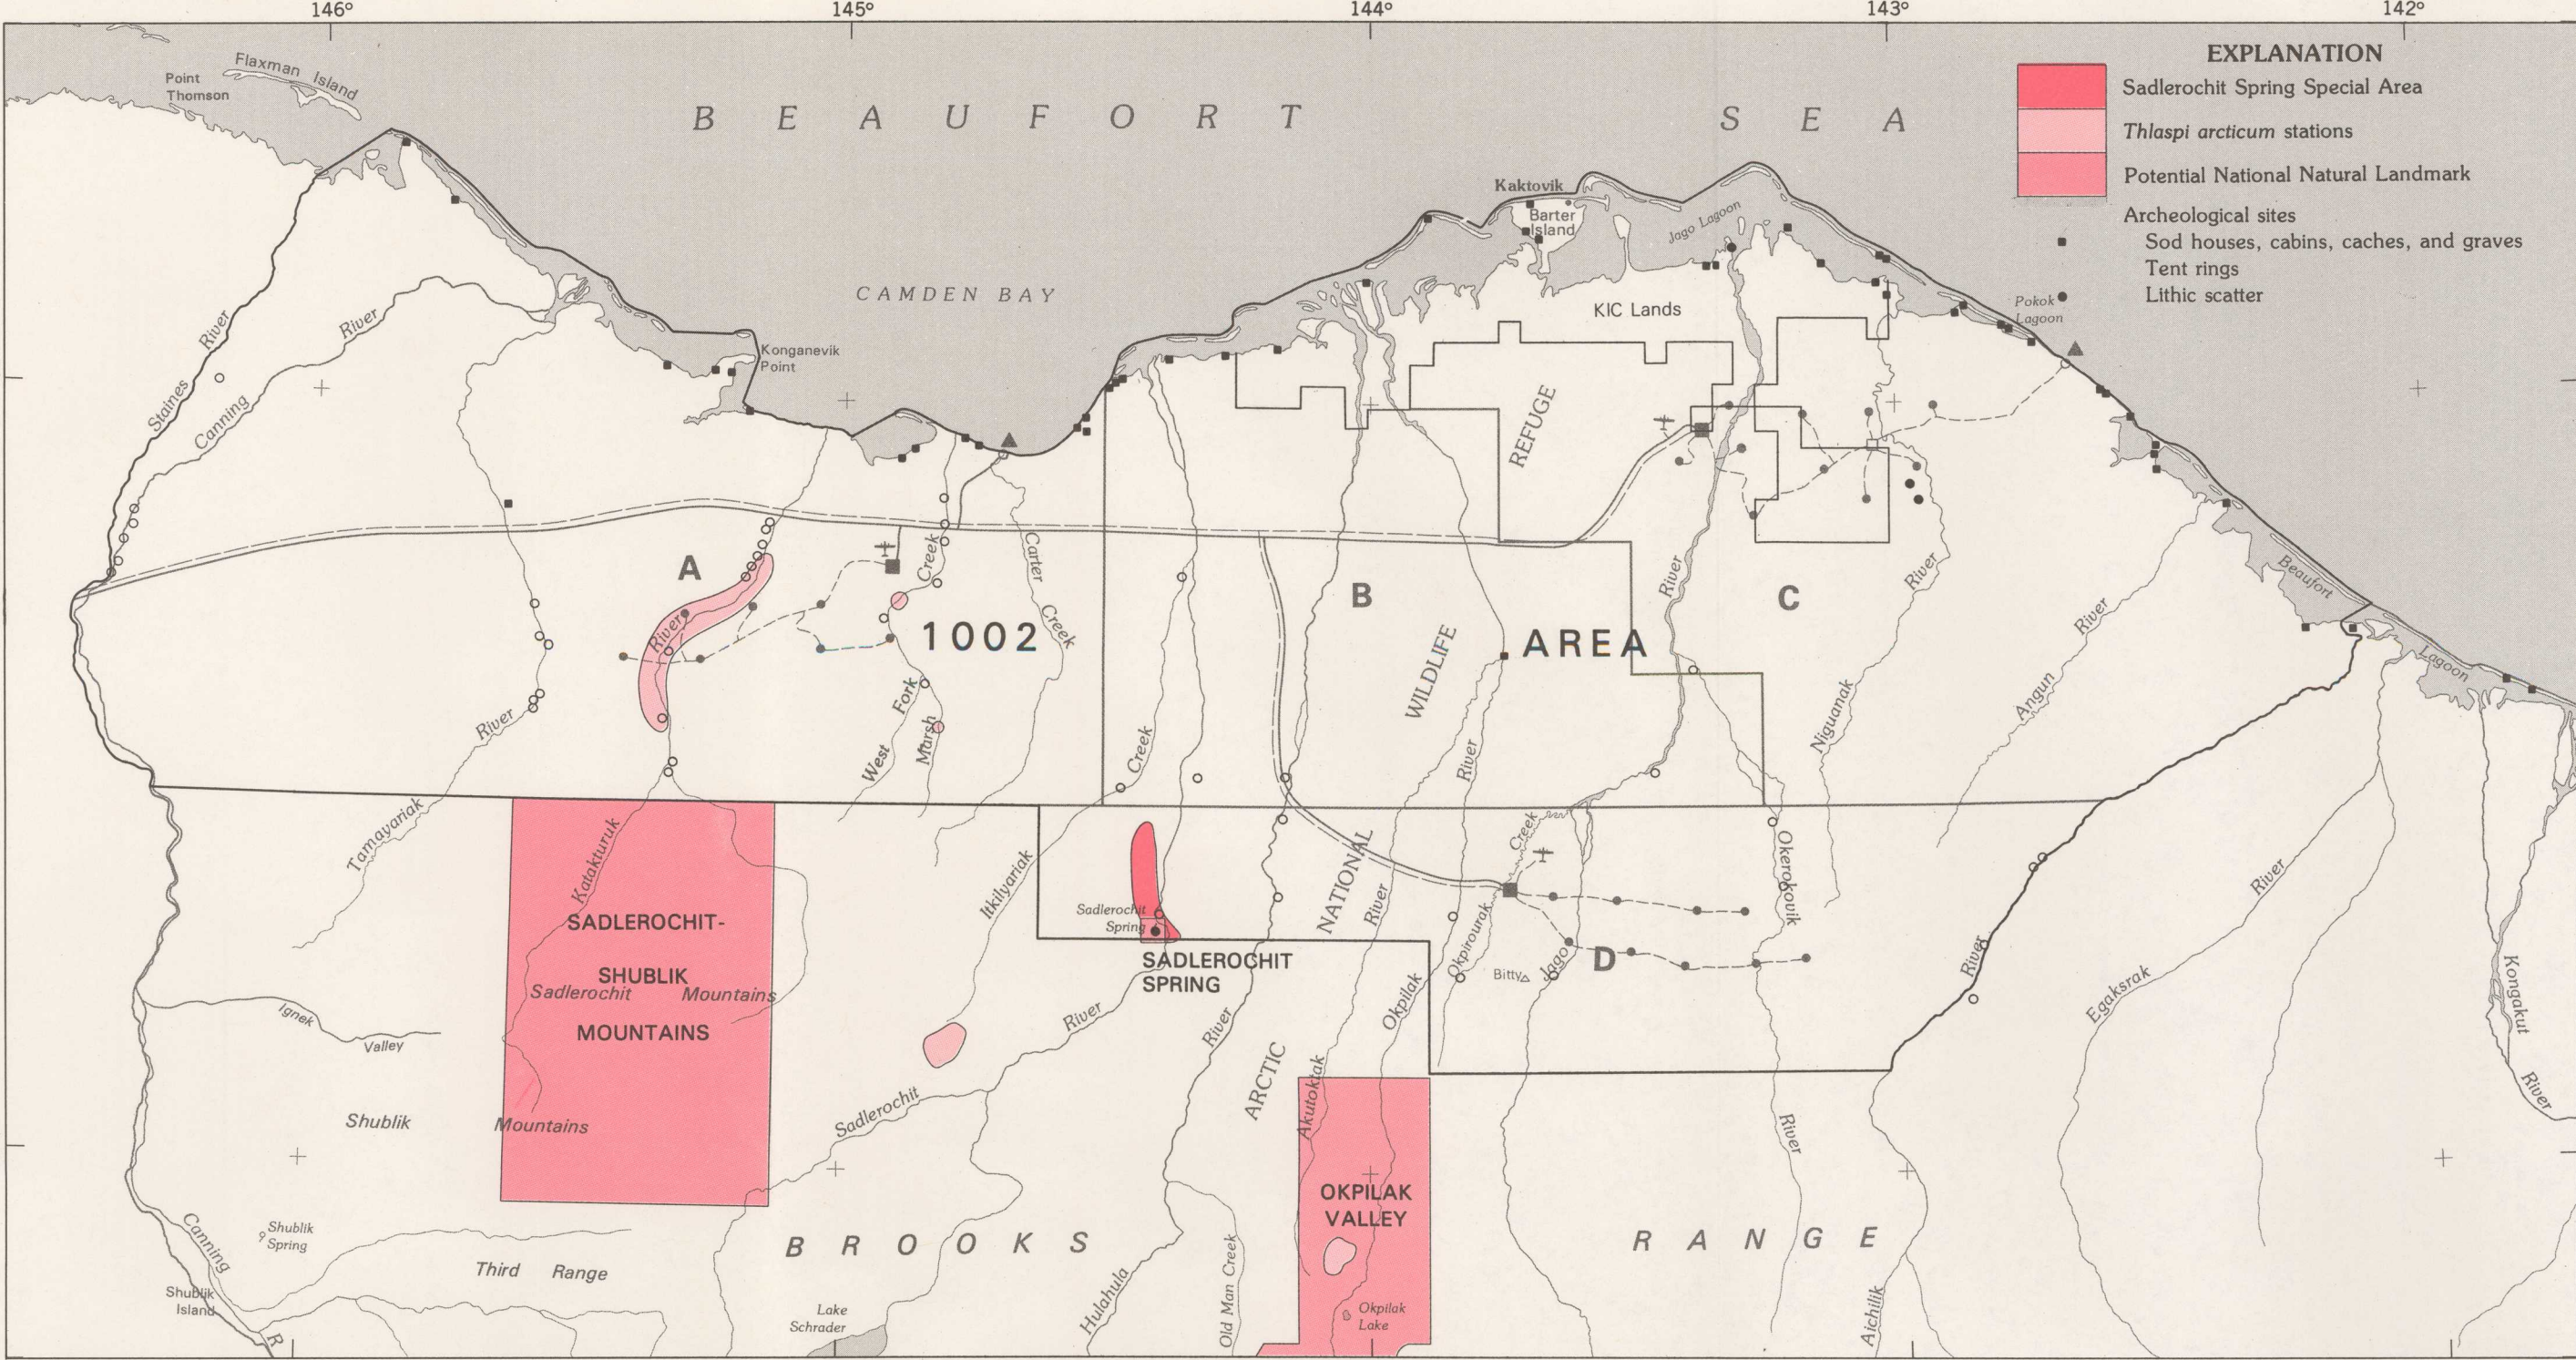 146°
145°
144°
143°
142°
EXPLANATION
Sadlerochit Spring Special Area
Thlaspi arcticum stations
Potential National Natural Landmark
Archeological sites
Sod houses, cabins, caches, and graves
Tent rings
Lithic scatter
Flaxman Island
Point
Thomson
BEAUFORT SEA
Kaktovik
Barter
Island
Jago Lagoon
CAMDEN BAY
KIC Lands
Pokok
Lagoon
Konganevik
Point
Staines River
Canning River
REFUGE
A
B
C
1002 AREA
River
Creek
Carter Creek
West Fork
Marsh
Creek
WILDLIFE
River
River
River
Niguanak
Angun River
Beaufort
Lagoon
River
Tamayariak
Katakturuk
Itkilyariak
Sadlerochit
Spring
SADLEROCHIT
SPRING
NATIONAL
River
Creek
Okpirourak
Okerokovik
River
River
Egaksrak
Kongakut
River
SADLEROCHIT-
SHUBLIK
MOUNTAINS
Sadlerochit Mountains
Ignek
Valley
Shublik
Mountains
Sadlerochit River
River
ARCTIC
Akutoktak
Okpilak
Bitty
Jago
D
River
OKPILAK
VALLEY
Okpilak
Lake
BROOKS RANGE
Canning
R
Shublik
Spring
Shublik
Island
Third Range
Lake
Schrader
Hulahula
Old Man Creek
Aichilik